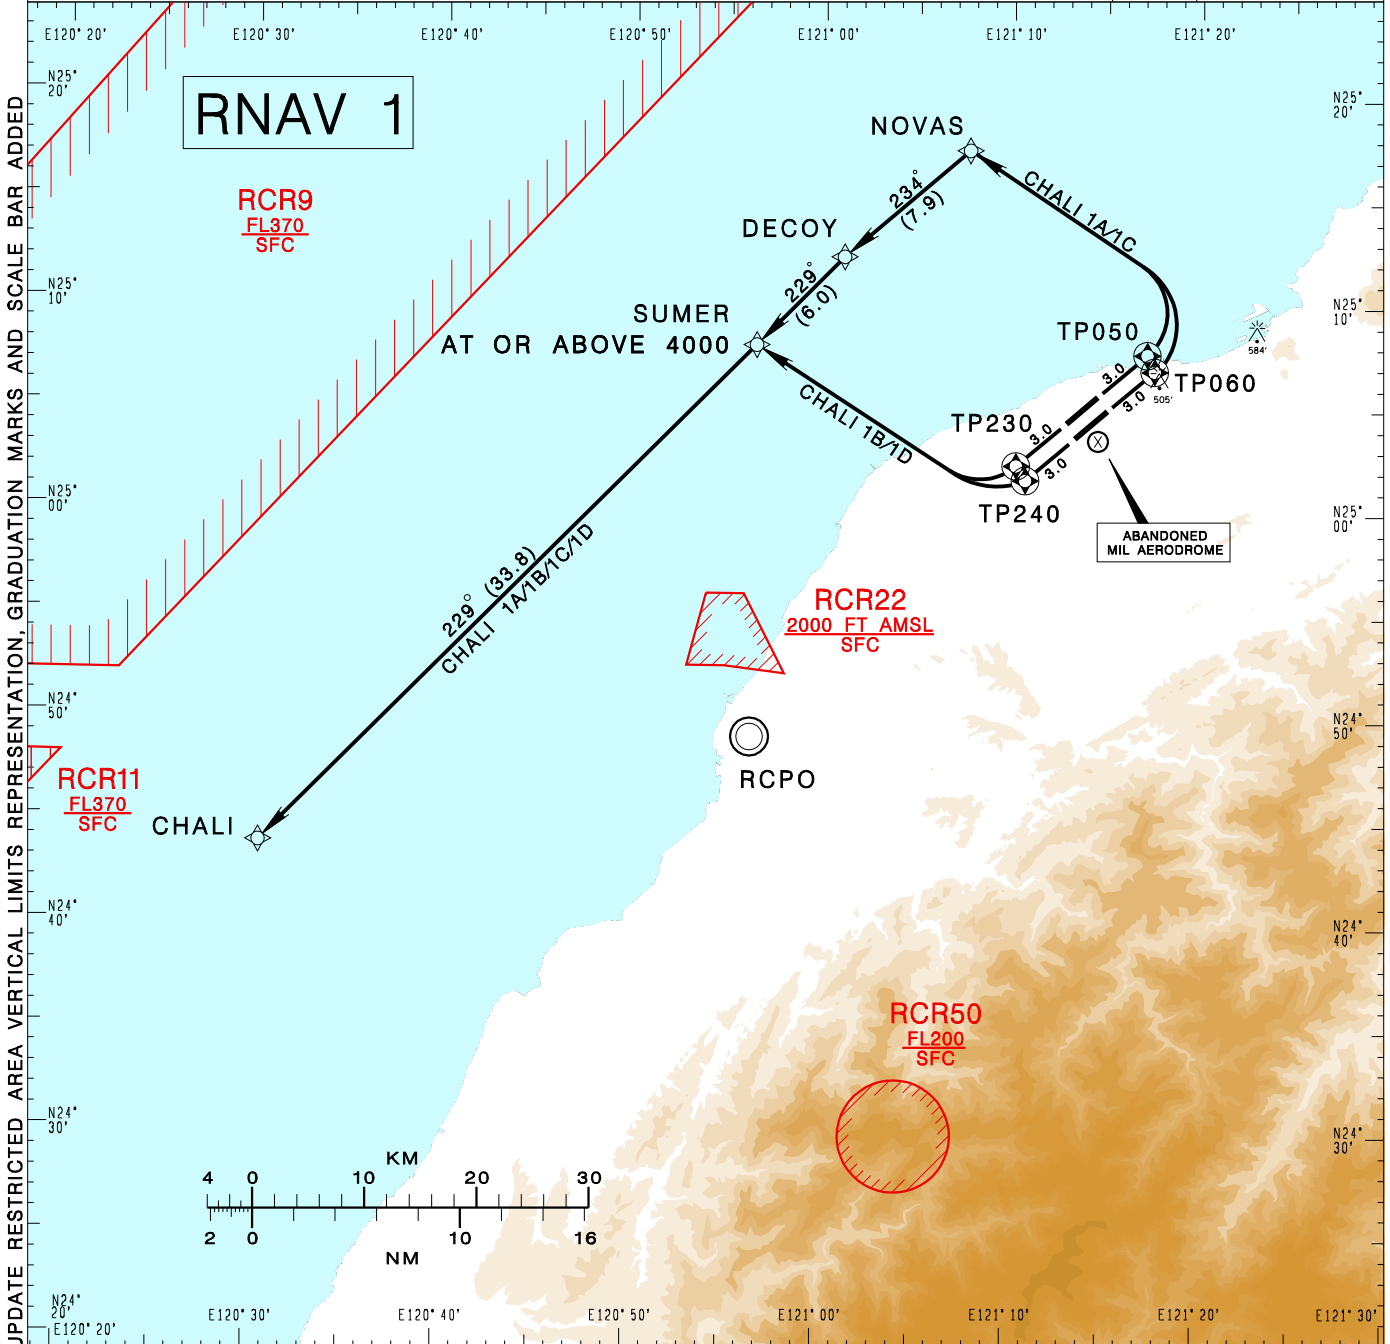 UPDATE RESTRICTED AREA VERTICAL LIMITS REPRESENTATION, GRADUATION MARKS AND SCALE BAR ADDED
E120°20' E120°30' E120°40' E120°50' E121°00' E121°10' E121°20'
N25° 20'
N25° 20'
RNAV 1
NOVAS
RCR9
FL370
SFC
234°
(7.9)
CHALI 1A/1C
DECOY
229°
(6.0)
N25° 10'
N25° 10'
SUMER
AT OR ABOVE 4000
TP050
584'
TP060
505'
3.0
3.0
CHALI 1B/1D
TP230
3.0
3.0
TP240
N25° 00'
N25° 00'
ABANDONED
MIL AERODROME
229° (33.8)
CHALI 1A/1B/1C/1D
RCR22
2000 FT AMSL
SFC
N24° 50'
N24° 50'
RCPO
RCR11
FL370
SFC
CHALI
N24° 40'
N24° 40'
RCR50
FL200
SFC
N24° 30'
N24° 30'
KM
4 0 10 20 30
2 0 10 16
NM
N24° 20'
E120°20' E120°30' E120°40' E120°50' E121°00' E121°10' E121°20' E121°30'